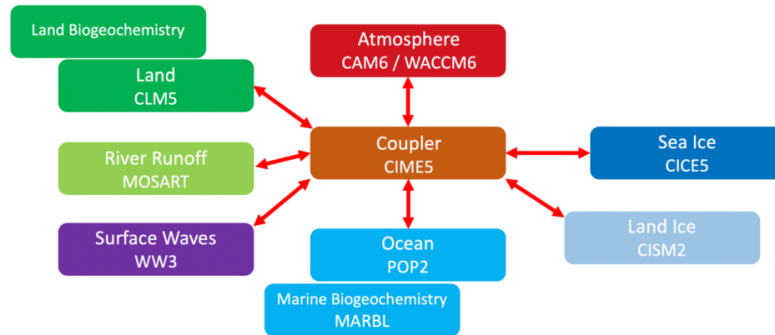 Land Biogeochemistry
Land
CLM5
Atmosphere
CAM6 / WACCM6
River Runoff
MOSART
Coupler
CIME5
Sea Ice
CICE5
Surface Waves
WW3
Ocean
POP2
Land Ice
CISM2
Marine Biogeochemistry
MARBL